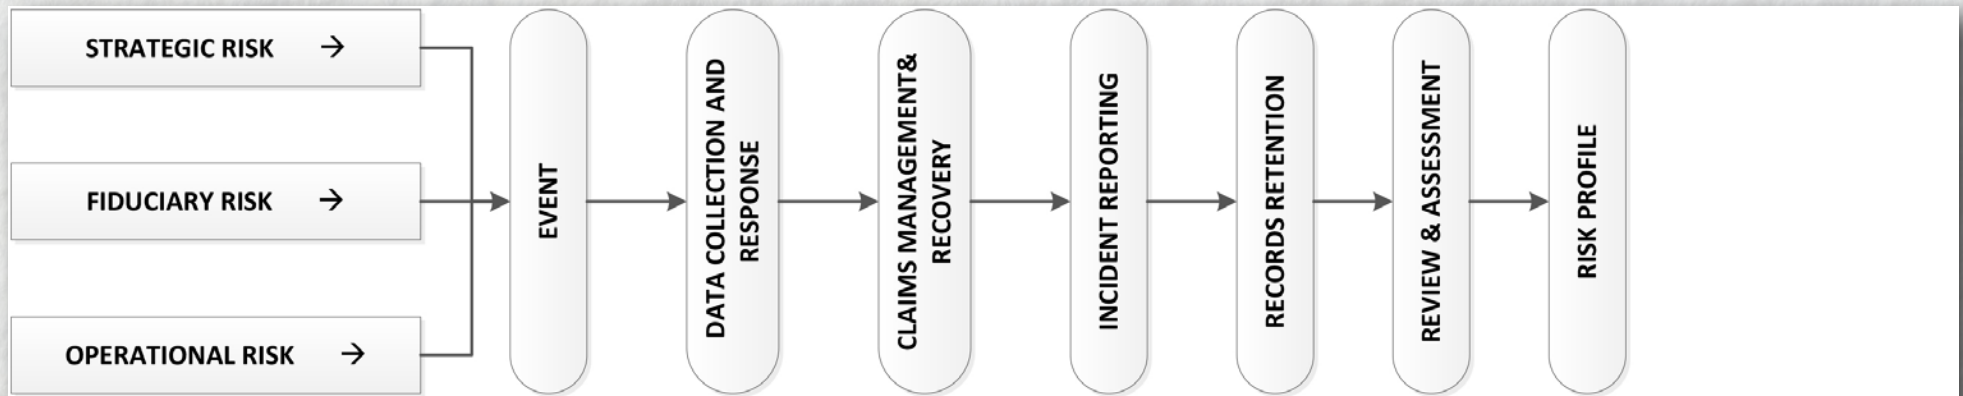 STRATEGIC RISK →
FIDUCIARY RISK →
OPERATIONAL RISK →
EVENT
DATA COLLECTION AND
RESPONSE
CLAIMS MANAGEMENT&
RECOVERY
INCIDENT REPORTING
RECORDS RETENTION
REVIEW & ASSESSMENT
RISK PROFILE